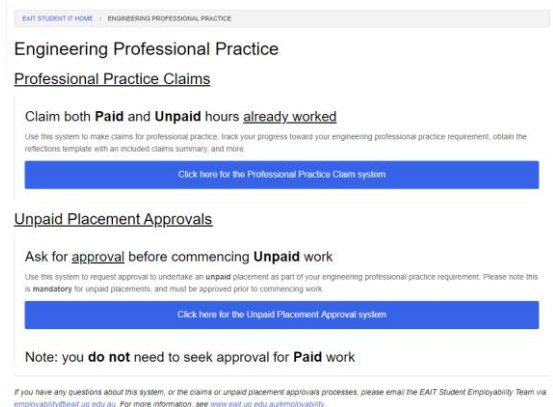 EAIT STUDENT IT HOME / ENGINEERING PROFESSIONAL PRACTICE
Engineering Professional Practice
Professional Practice Claims
Claim both Paid and Unpaid hours already worked
Use this system to make claims for professional practice, track your progress toward your engineering professional practice requirement, obtain the
reflections template with an included claims summary, and more.
Click here for the Professional Practice Claim system
Unpaid Placement Approvals
Ask for approval before commencing Unpaid work
Use this system to request approval to undertake an unpaid placement as part of your engineering professional practice requirement. Please note this
is mandatory for unpaid placements, and must be approved prior to commencing work
Click here for the Unpaid Placement Approval system
Note: you do not need to seek approval for Paid work
If you have any questions about this system, or the claims or unpaid placement approvals processes, please email the EAIT Student Employability Team via
employability@eait.uq.edu.au. For more information, see www.eait.uq.edu.au/employability.